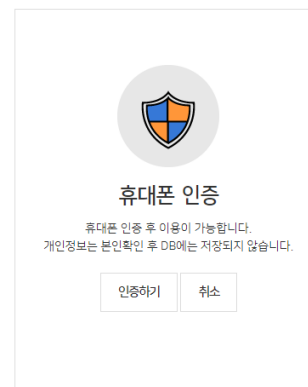 휴대폰 인증
휴대폰 인증 후 이용이 가능합니다.
개인정보는 본인확인 후 DB에는 저장되지 않습니다.
인증하기
취소